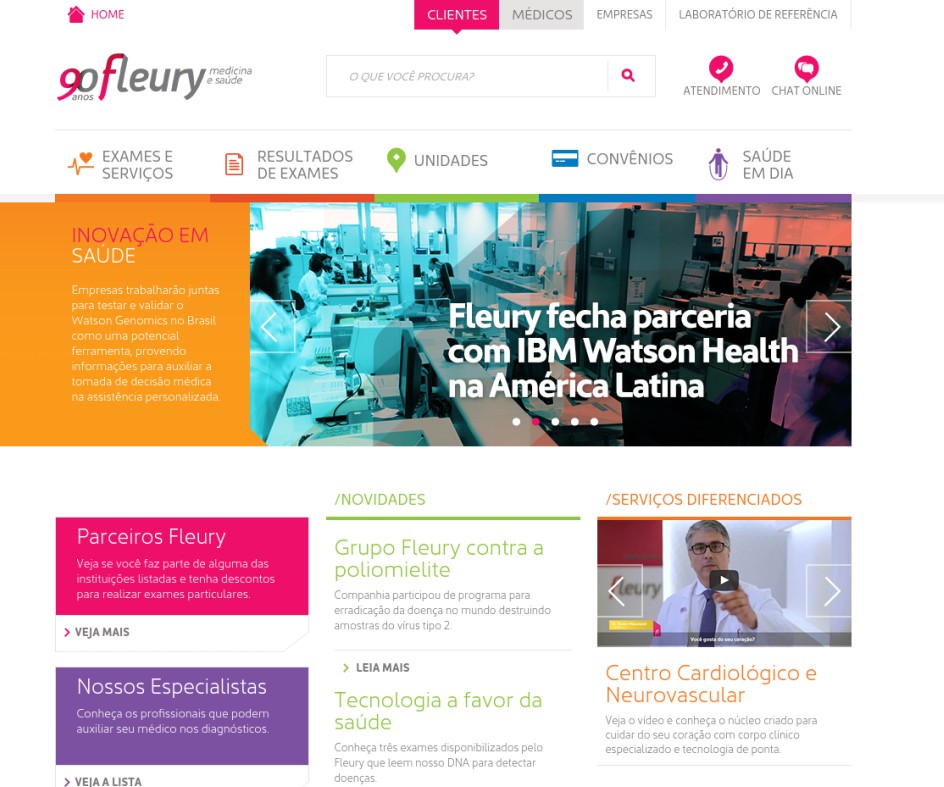 HOME
CLIENTES
MÉDICOS
EMPRESAS
LABORATÓRIO DE REFERÊNCIA
90 fleury medicina
e saúde
anos
O QUE VOCÊ PROCURA?
ATENDIMENTO
CHAT ONLINE
EXAMES E
SERVIÇOS
RESULTADOS
DE EXAMES
UNIDADES
CONVÊNIOS
SAÚDE
EM DIA
INOVAÇÃO EM
SAÚDE
Empresas trabalharão juntas
para testar e validar o
Watson Genomics no Brasil
como uma potencial
ferramenta, provendo
informações para auxiliar a
tomada de decisão médica
na assistência personalizada.
Fleury fecha parceria
com IBM Watson Health
na América Latina
Parceiros Fleury
Veja se você faz parte de alguma das
instituições listadas e tenha descontos
para realizar exames particulares.
VEJA MAIS
Nossos Especialistas
Conheça os profissionais que podem
auxiliar seu médico nos diagnósticos.
VEJA A LISTA
/NOVIDADES
Grupo Fleury contra a
poliomielite
Companhia participou de programa para
erradicação da doença no mundo destruindo
amostras do vírus tipo 2.
LEIA MAIS
Tecnologia a favor da
saúde
Conheça três exames disponibilizados pelo
Fleury que leem nosso DNA para detectar
doenças.
/SERVIÇOS DIFERENCIADOS
fleury
Você gosta do seu coração?
Centro Cardiológico e
Neurovascular
Veja o vídeo e conheça o núcleo criado para
cuidar do seu coração com corpo clínico
especializado e tecnologia de ponta.